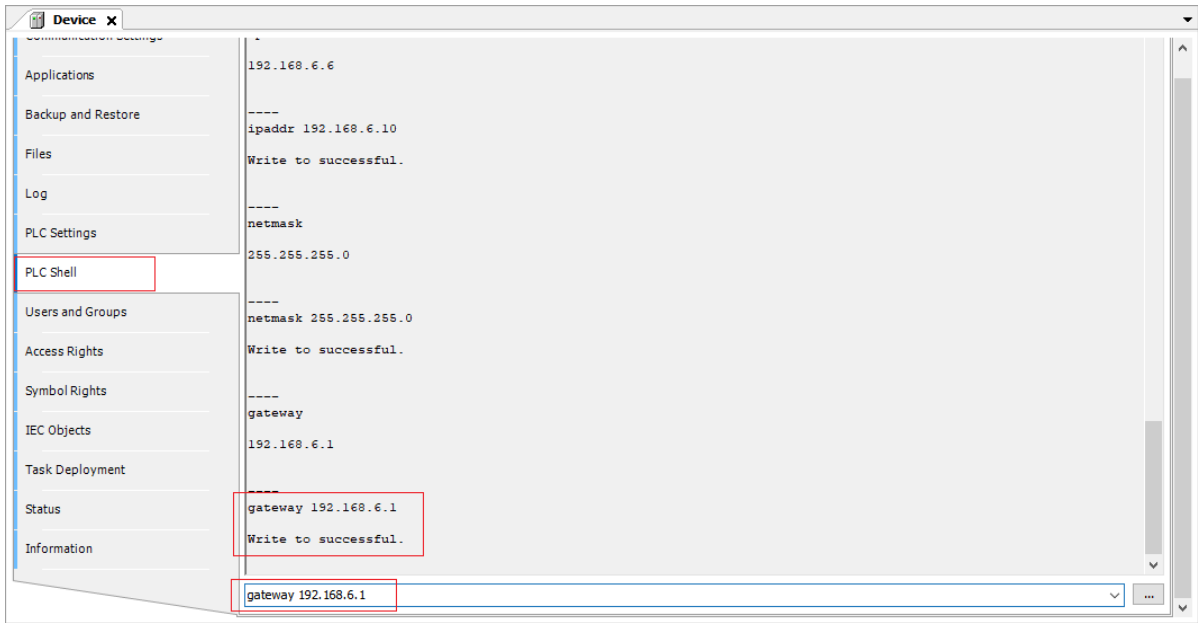 Device
Applications
Backup and Restore
Files
Log
PLC Settings
PLC Shell
Users and Groups
Access Rights
Symbol Rights
IEC Objects
Task Deployment
Status
Information
192.168.6.6
----
ipaddr 192.168.6.10
Write to successful.
----
netmask
255.255.255.0
----
netmask 255.255.255.0
Write to successful.
----
gateway
192.168.6.1
----
gateway 192.168.6.1
Write to successful.
gateway 192.168.6.1
...